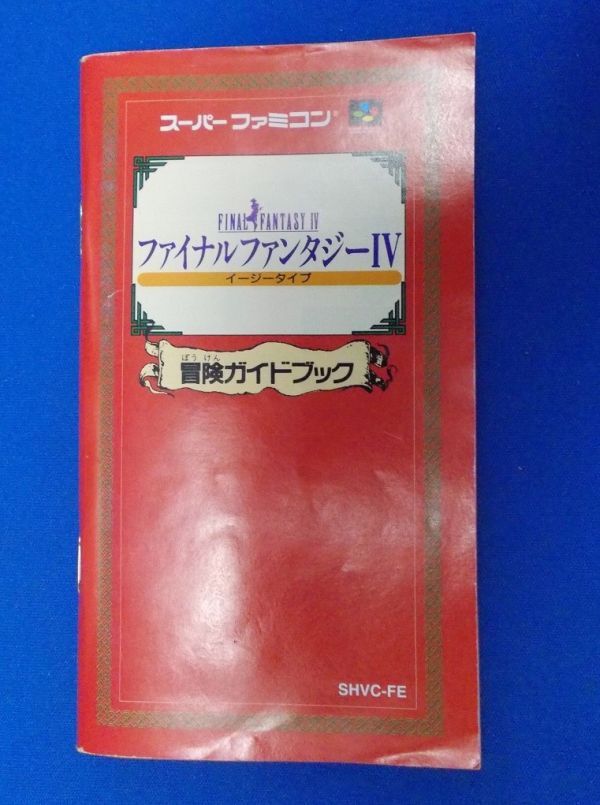 スーパーファミコン®
FINAL FANTASY IV
ファイナルファンタジーIV
イージータイプ
ぼうけん
冒険ガイドブック
SHVC-FE